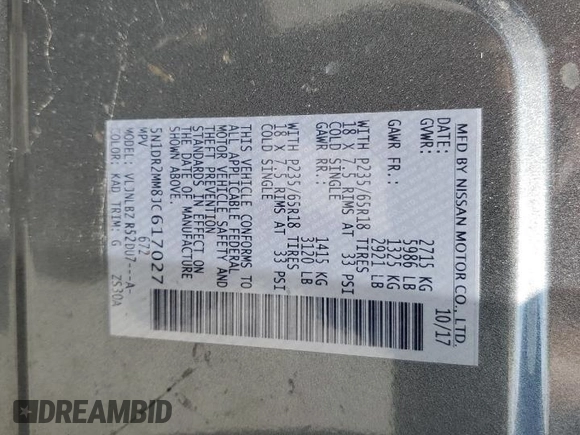 MFD BY NISSAN MOTOR CO., LTD.
DATE: 10/17
GVWR: 2715 KG
5986 LB
GAWR FR.: 1325 KG
2921 LB
WITH P235/65R18 TIRES
18 X 7.5 RIMS AT 33 PSI
COLD SINGLE
GAWR RR.: 1415 KG
3120 LB
WITH P235/65R18 TIRES
18 X 7.5 RIMS AT 33 PSI
COLD SINGLE
THIS VEHICLE CONFORMS TO
ALL APPLICABLE FEDERAL
MOTOR VEHICLE SAFETY AND
THEFT PREVENTION
STANDARDS IN EFFECT ON
THE DATE OF MANUFACTURE
SHOWN ABOVE.
5N1DR2MM8JC617027
MPV 672
MODEL: VL3NLBZ R52DU7---A-
COLOR: KAD TRIM: G ZS30A
DREAMBID